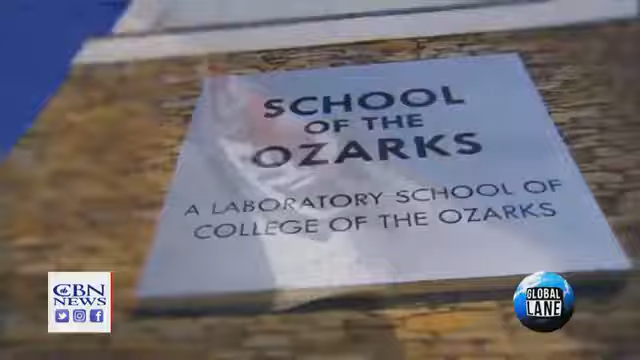 SCHOOL
OF THE
OZARKS
A LABORATORY SCHOOL OF
COLLEGE OF THE OZARKS
CBN
NEWS
GLOBAL
LANE